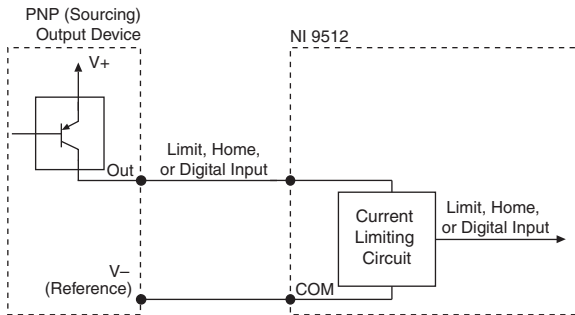 PNP (Sourcing)
Output Device
V+
Out
V–
(Reference)
Limit, Home,
or Digital Input
NI 9512
COM
Current
Limiting
Circuit
Limit, Home,
or Digital Input